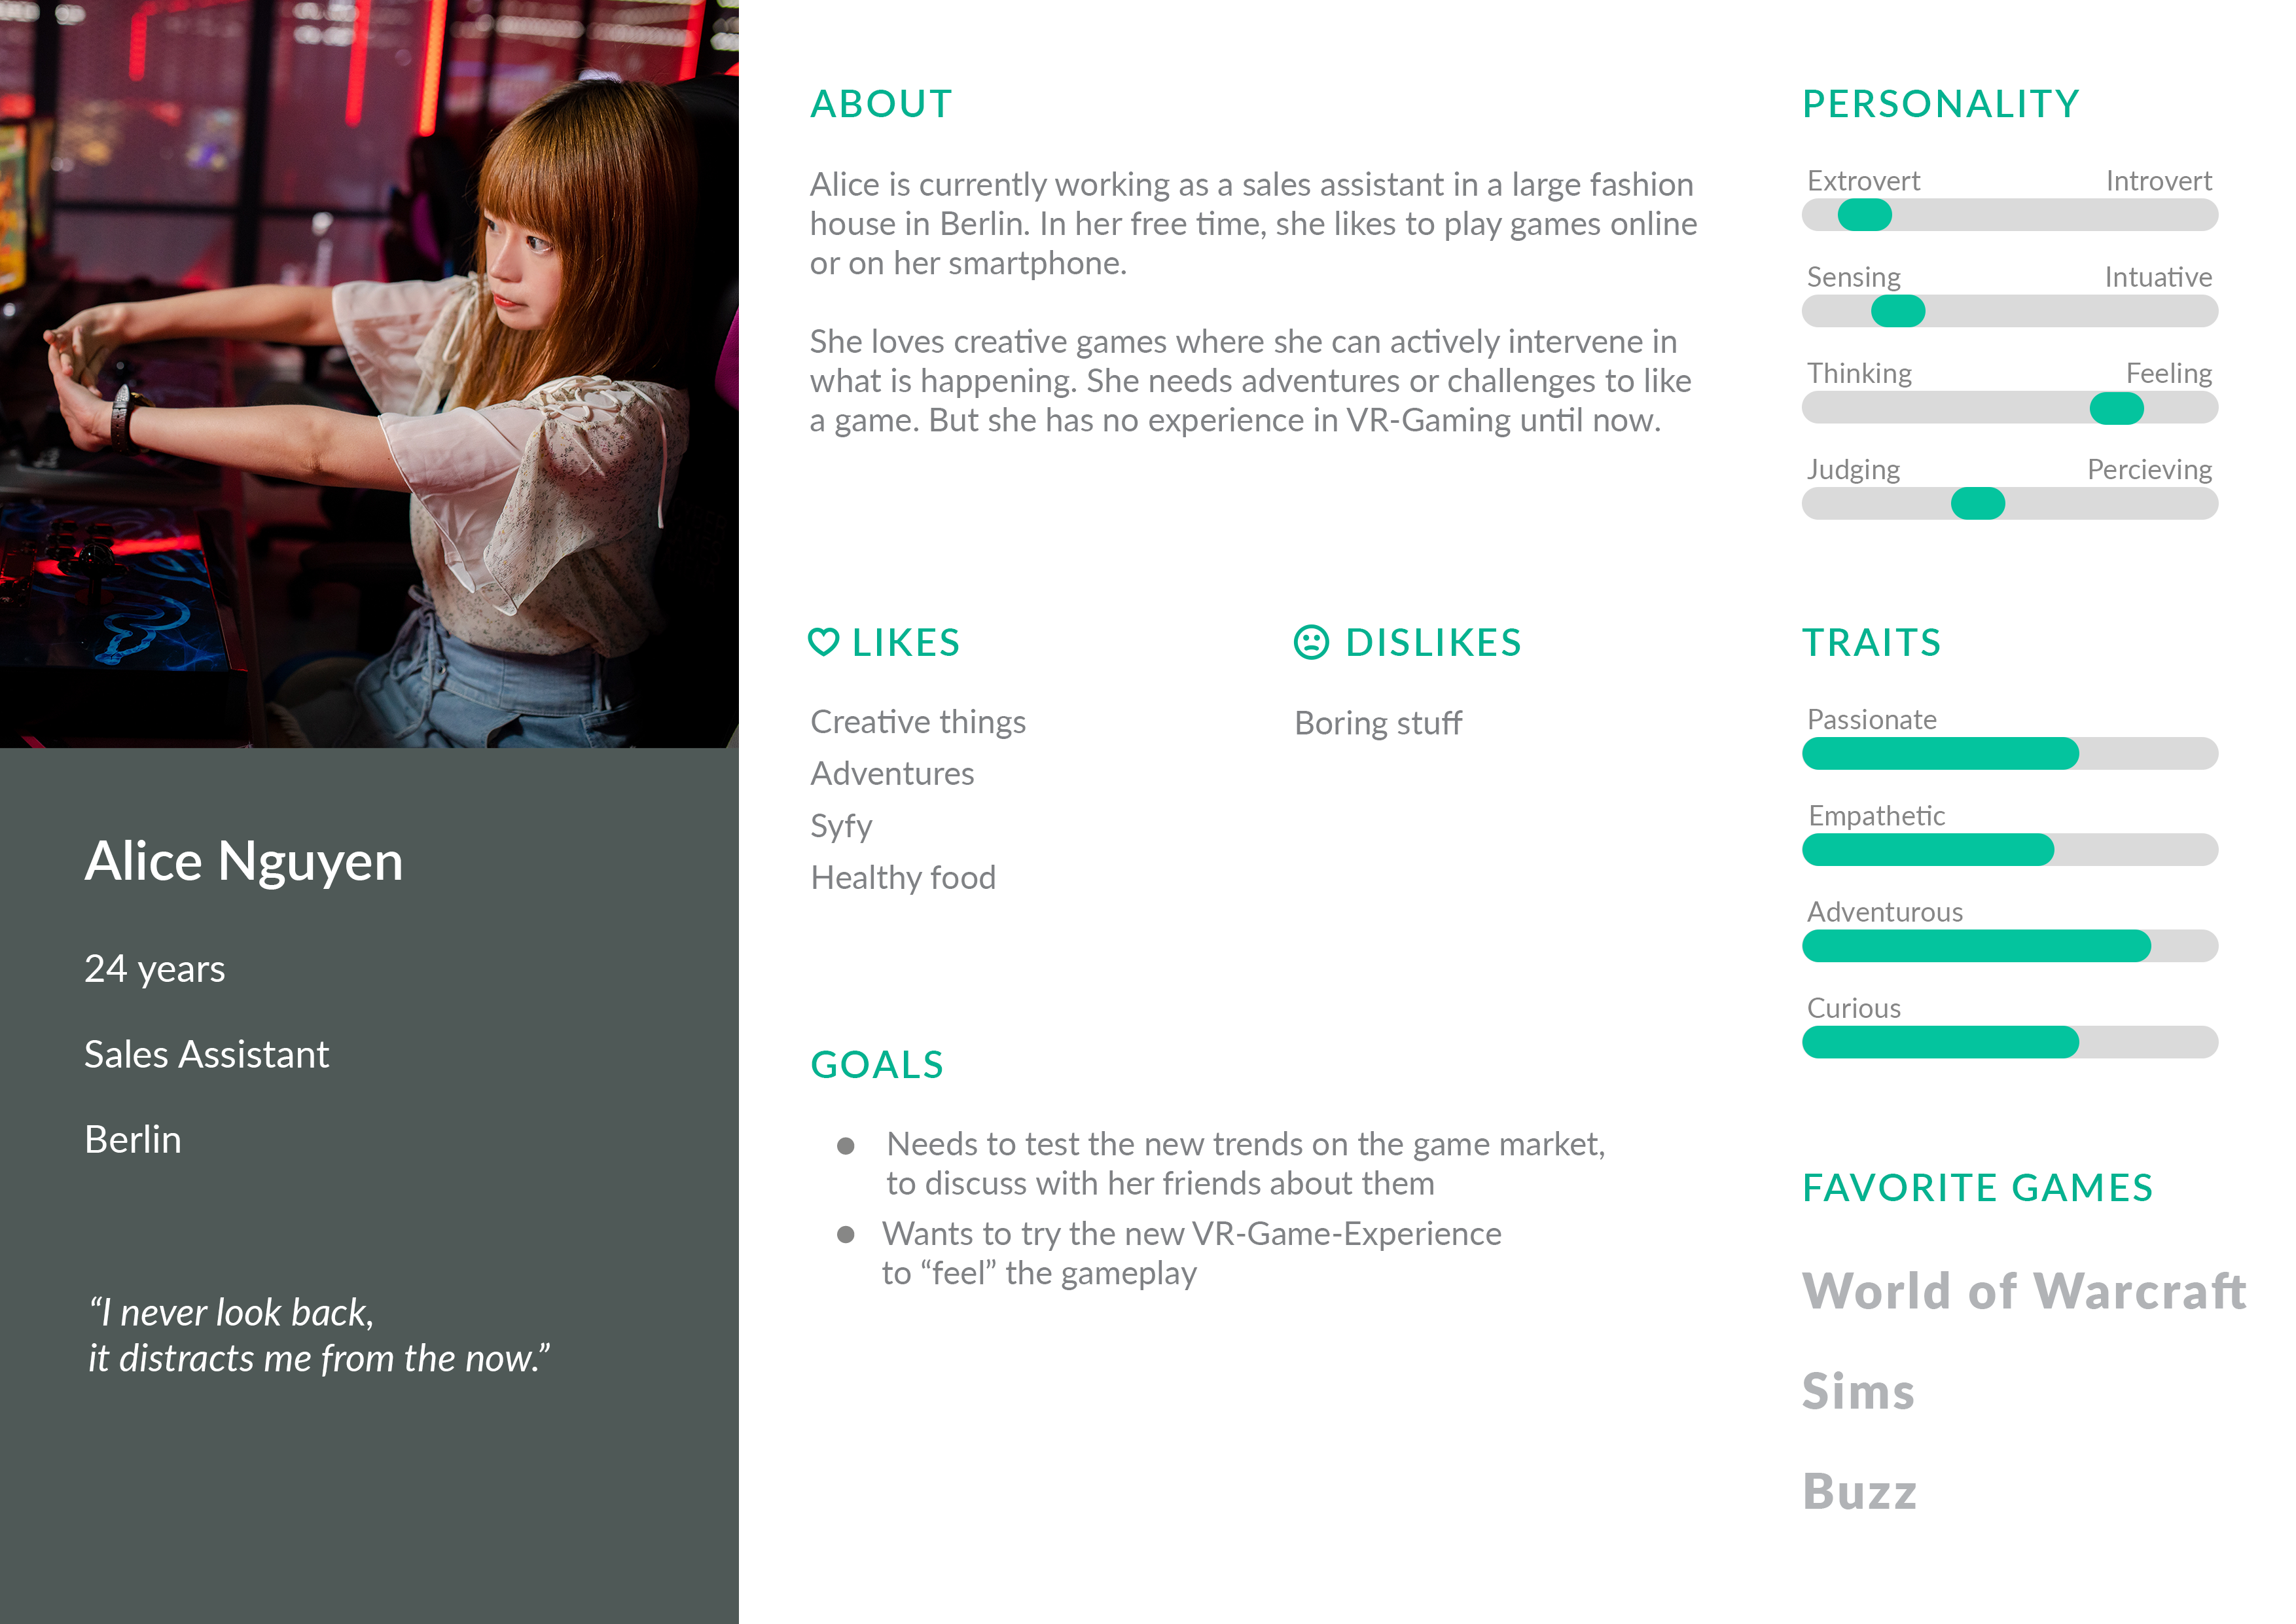 Alice Nguyen
24 years
Sales Assistant
Berlin
“I never look back,
it distracts me from the now.”
ABOUT
Alice is currently working as a sales assistant in a large fashion
house in Berlin. In her free time, she likes to play games online
or on her smartphone.
She loves creative games where she can actively intervene in
what is happening. She needs adventures or challenges to like
a game. But she has no experience in VR-Gaming until now.
LIKES
Creative things
Adventures
Syfy
Healthy food
DISLIKES
Boring stuff
GOALS
● Needs to test the new trends on the game market,
to discuss with her friends about them
● Wants to try the new VR-Game-Experience
to “feel” the gameplay
PERSONALITY
Extrovert Introvert
Sensing Intuative
Thinking Feeling
Judging Percieving
TRAITS
Passionate
Empathetic
Adventurous
Curious
FAVORITE GAMES
World of Warcraft
Sims
Buzz